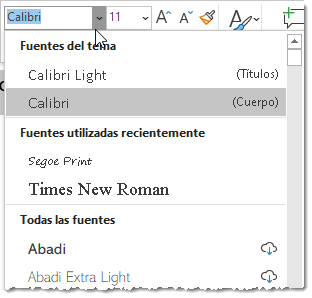 Calibri 11
Fuentes del tema
Calibri Light (Títulos)
Calibri (Cuerpo)
Fuentes utilizadas recientemente
Segoe Print
Times New Roman
Todas las fuentes
Abadi
Abadi Extra Light